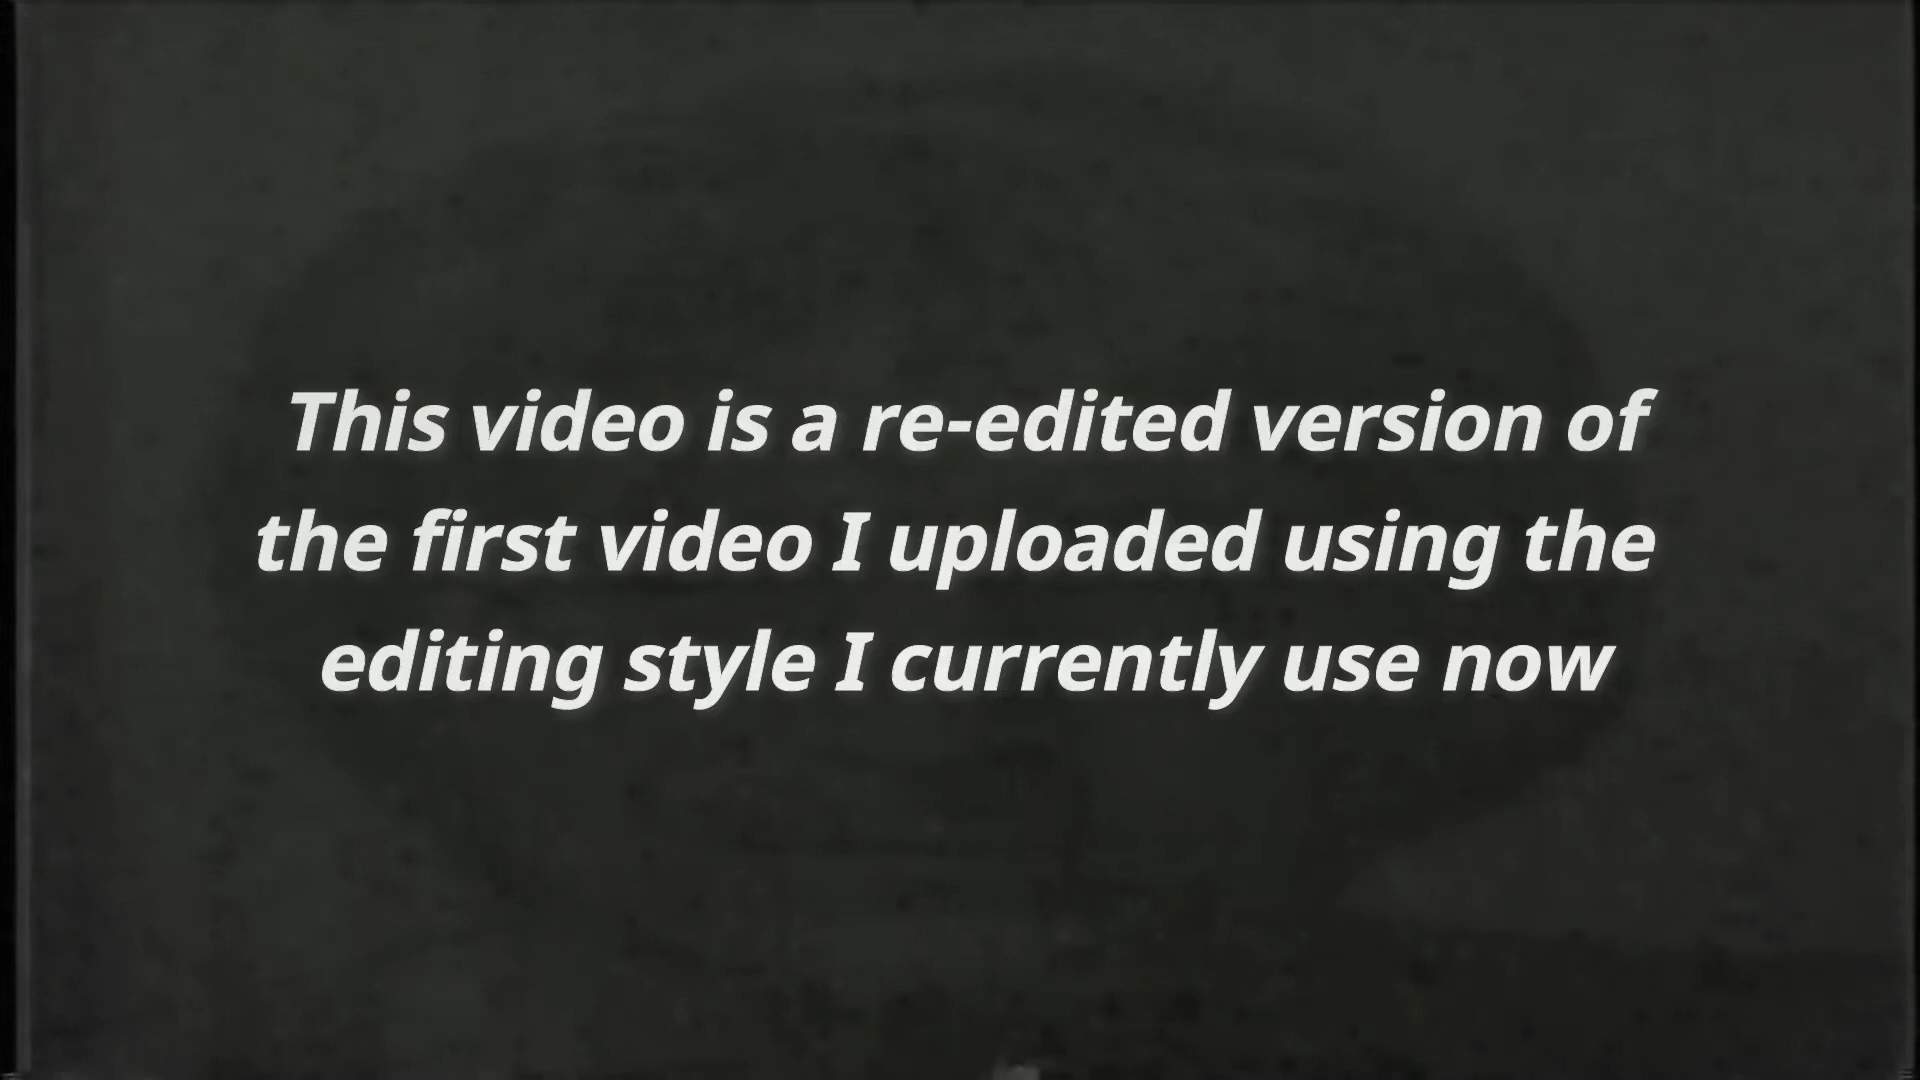 This video is a re-edited version of
the first video I uploaded using the
editing style I currently use now